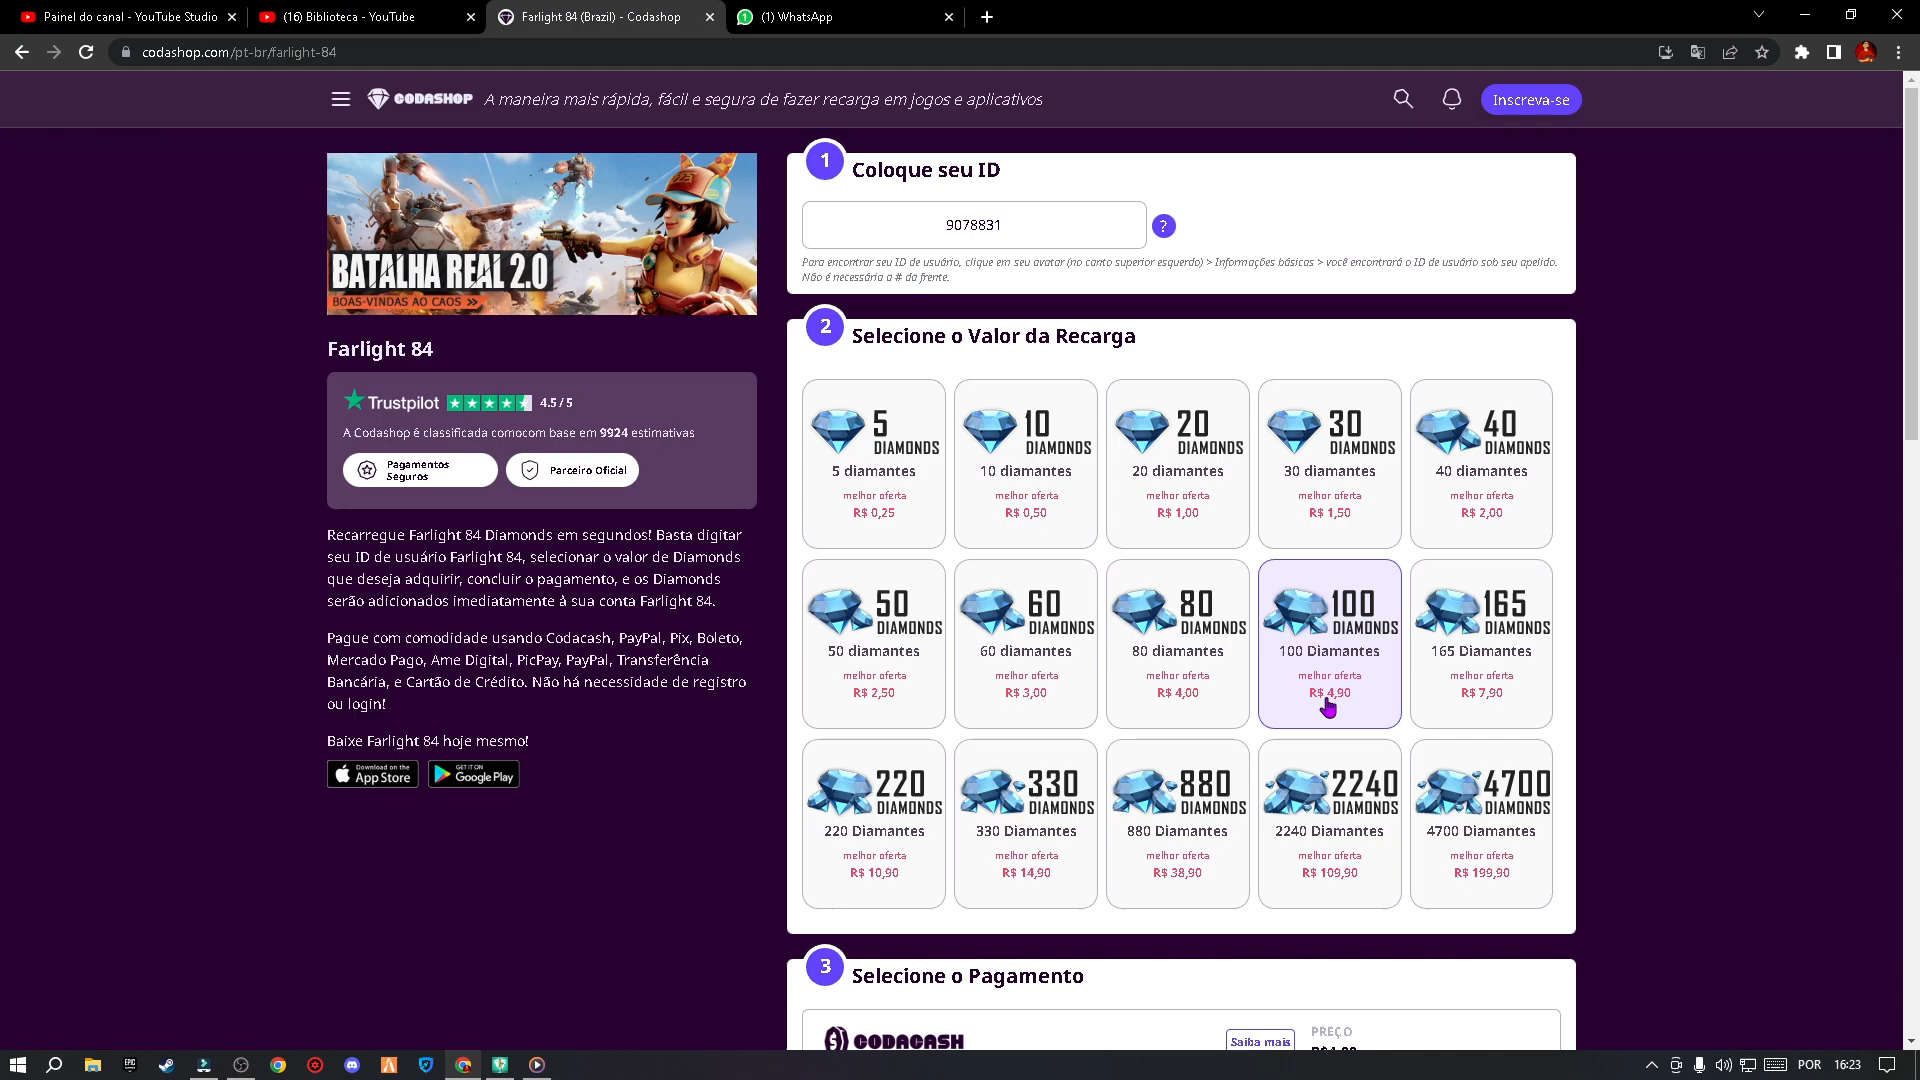 Painel do canal - YouTube Studio
(16) Biblioteca - YouTube
Farlight 84 (Brazil) - Codashop
(1) WhatsApp
codashop.com/pt-br/farlight-84
CODASHOP
A maneira mais rápida, fácil e segura de fazer recarga em jogos e aplicativos
Inscreva-se
BATALHA REAL 2.0
BOAS-VINDAS AO CAOS >>
Farlight 84
Trustpilot 4.5 / 5
A Codashop é classificada comocom base em 9924 estimativas
Pagamentos
Seguros
Parceiro Oficial
Recarregue Farlight 84 Diamonds em segundos! Basta digitar
seu ID de usuário Farlight 84, selecionar o valor de Diamonds
que deseja adquirir, concluir o pagamento, e os Diamonds
serão adicionados imediatamente à sua conta Farlight 84.
Pague com comodidade usando Codacash, PayPal, Pix, Boleto,
Mercado Pago, Ame Digital, PicPay, PayPal, Transferência
Bancária, e Cartão de Crédito. Não há necessidade de registro
ou login!
Baixe Farlight 84 hoje mesmo!
Download on the
App Store
GET IT ON
Google Play
1
Coloque seu ID
9078831
?
Para encontrar seu ID de usuário, clique em seu avatar (no canto superior esquerdo) > Informações básicas > você encontrará o ID de usuário sob seu apelido.
Não é necessária a # da frente.
2
Selecione o Valor da Recarga
5 DIAMONDS
5 diamantes
melhor oferta
R$ 0,25
10 DIAMONDS
10 diamantes
melhor oferta
R$ 0,50
20 DIAMONDS
20 diamantes
melhor oferta
R$ 1,00
30 DIAMONDS
30 diamantes
melhor oferta
R$ 1,50
40 DIAMONDS
40 diamantes
melhor oferta
R$ 2,00
50 DIAMONDS
50 diamantes
melhor oferta
R$ 2,50
60 DIAMONDS
60 diamantes
melhor oferta
R$ 3,00
80 DIAMONDS
80 diamantes
melhor oferta
R$ 4,00
100 DIAMONDS
100 Diamantes
melhor oferta
R$ 4,90
165 DIAMONDS
165 Diamantes
melhor oferta
R$ 7,90
220 DIAMONDS
220 Diamantes
melhor oferta
R$ 10,90
330 DIAMONDS
330 Diamantes
melhor oferta
R$ 14,90
880 DIAMONDS
880 Diamantes
melhor oferta
R$ 38,90
2240 DIAMONDS
2240 Diamantes
melhor oferta
R$ 109,90
4700 DIAMONDS
4700 Diamantes
melhor oferta
R$ 199,90
3
Selecione o Pagamento
CODACASH
Saiba mais
PREÇO
POR
16:23